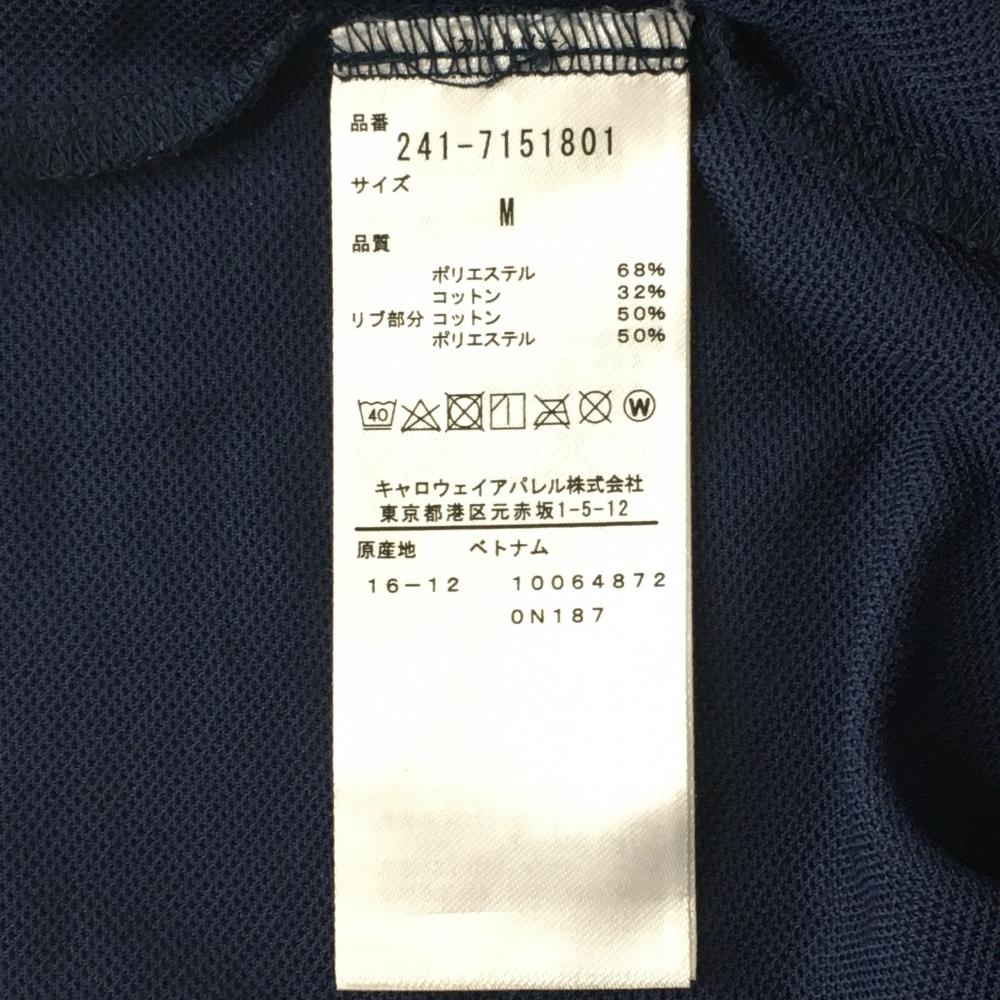 品番
241-7151801
サイズ
M
品質
ポリエステル 68%
コットン 32%
リブ部分 コットン 50%
ポリエステル 50%
40 W
キャロウェイアパレル株式会社
東京都港区元赤坂1-5-12
原産地 ベトナム
16-12 10064872
0N187